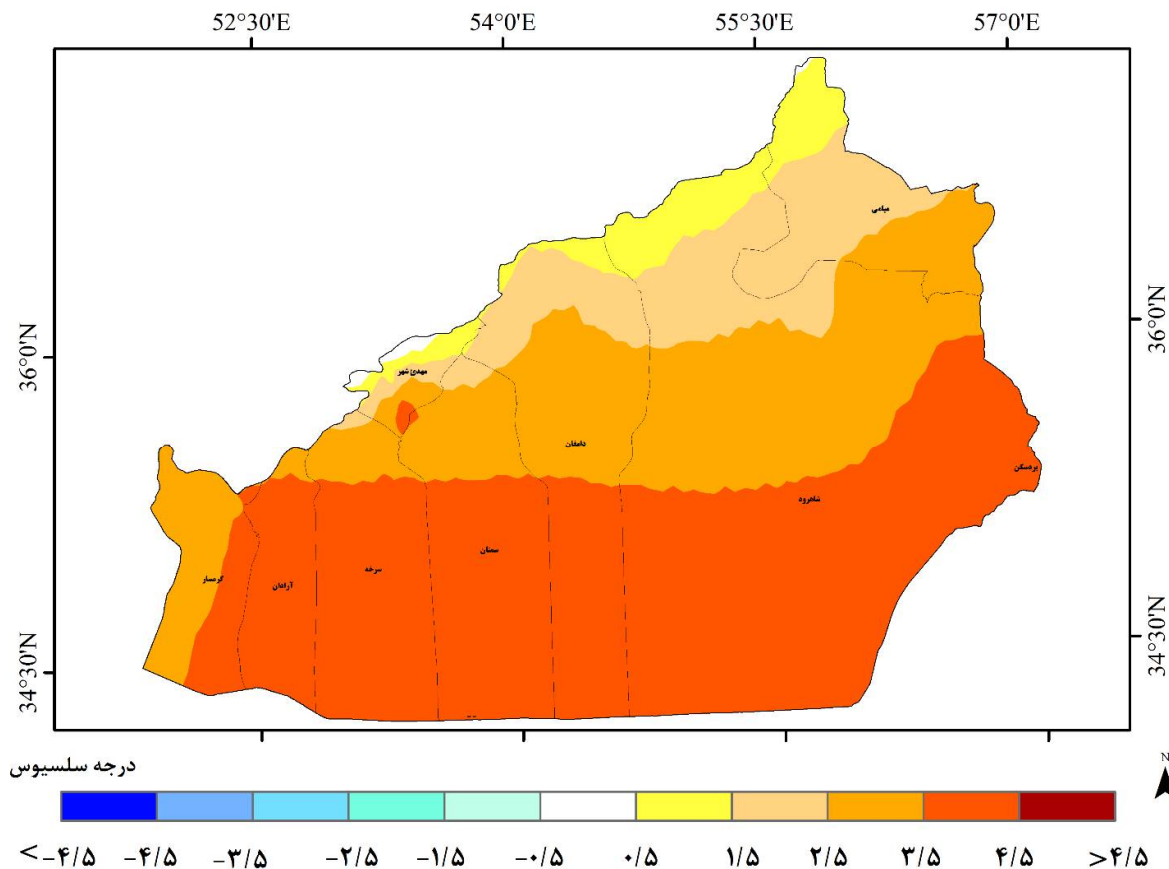 52°30'E 54°0'E 55°30'E 57°0'E
میامی
36°0'N 36°0'N
مهدی شهر
دامغان
بردسکن
شاهرود
سمنان
سرخه
آرادان
گرمسار
34°30'N 34°30'N
درجه سلسیوس
N
< -۴/۵ -۴/۵ -۳/۵ -۲/۵ -۱/۵ -۰/۵ ۰/۵ ۱/۵ ۲/۵ ۳/۵ ۴/۵ >۴/۵